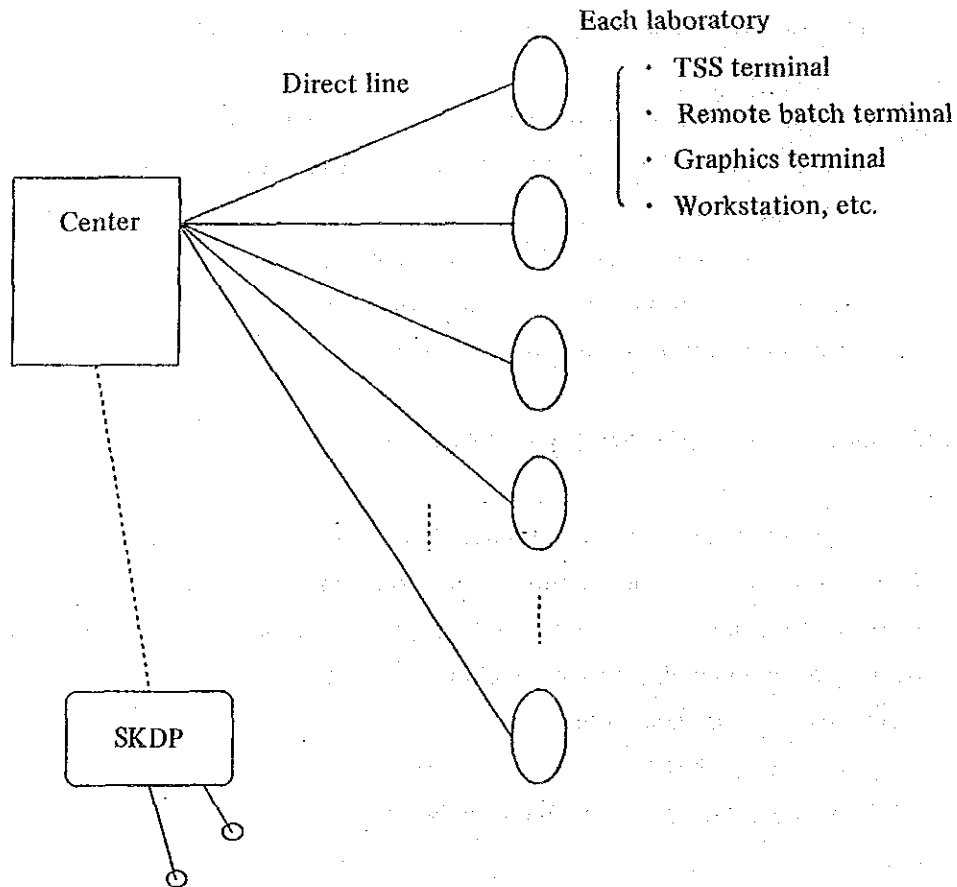 Each laboratory
Direct line
· TSS terminal
· Remote batch terminal
· Graphics terminal
· Workstation, etc.
Center
SKDP